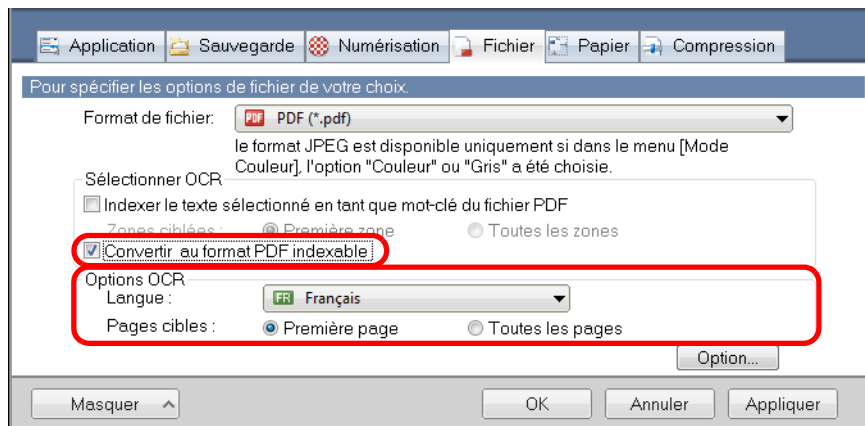 Application Sauvegarde Numérisation Fichier Papier Compression
Pour spécifier les options de fichier de votre choix.
Format de fichier: PDF PDF (*.pdf)
le format JPEG est disponible uniquement si dans le menu [Mode
Couleur], l'option "Couleur" ou "Gris" a été choisie.
Sélectionner OCR
Indexer le texte sélectionné en tant que mot-clé du fichier PDF
Zones ciblées : Première zone Toutes les zones
Convertir au format PDF indexable
Options OCR
Langue : FR Français
Pages cibles : Première page Toutes les pages
Option...
Masquer OK Annuler Appliquer